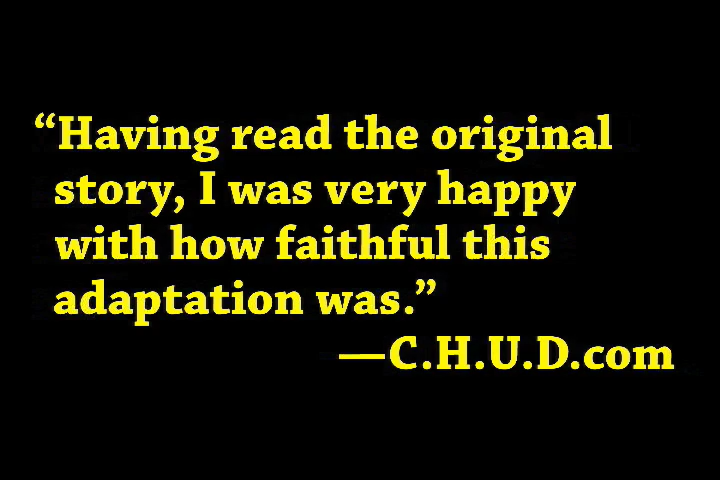 “Having read the original
story, I was very happy
with how faithful this
adaptation was.”
—C.H.U.D.com